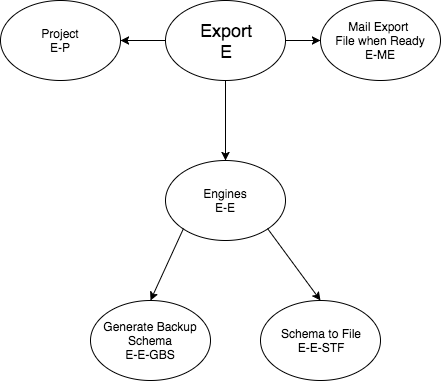 Project
E-P
Export
E
Mail Export
File when Ready
E-ME
Engines
E-E
Generate Backup
Schema
E-E-GBS
Schema to File
E-E-STF